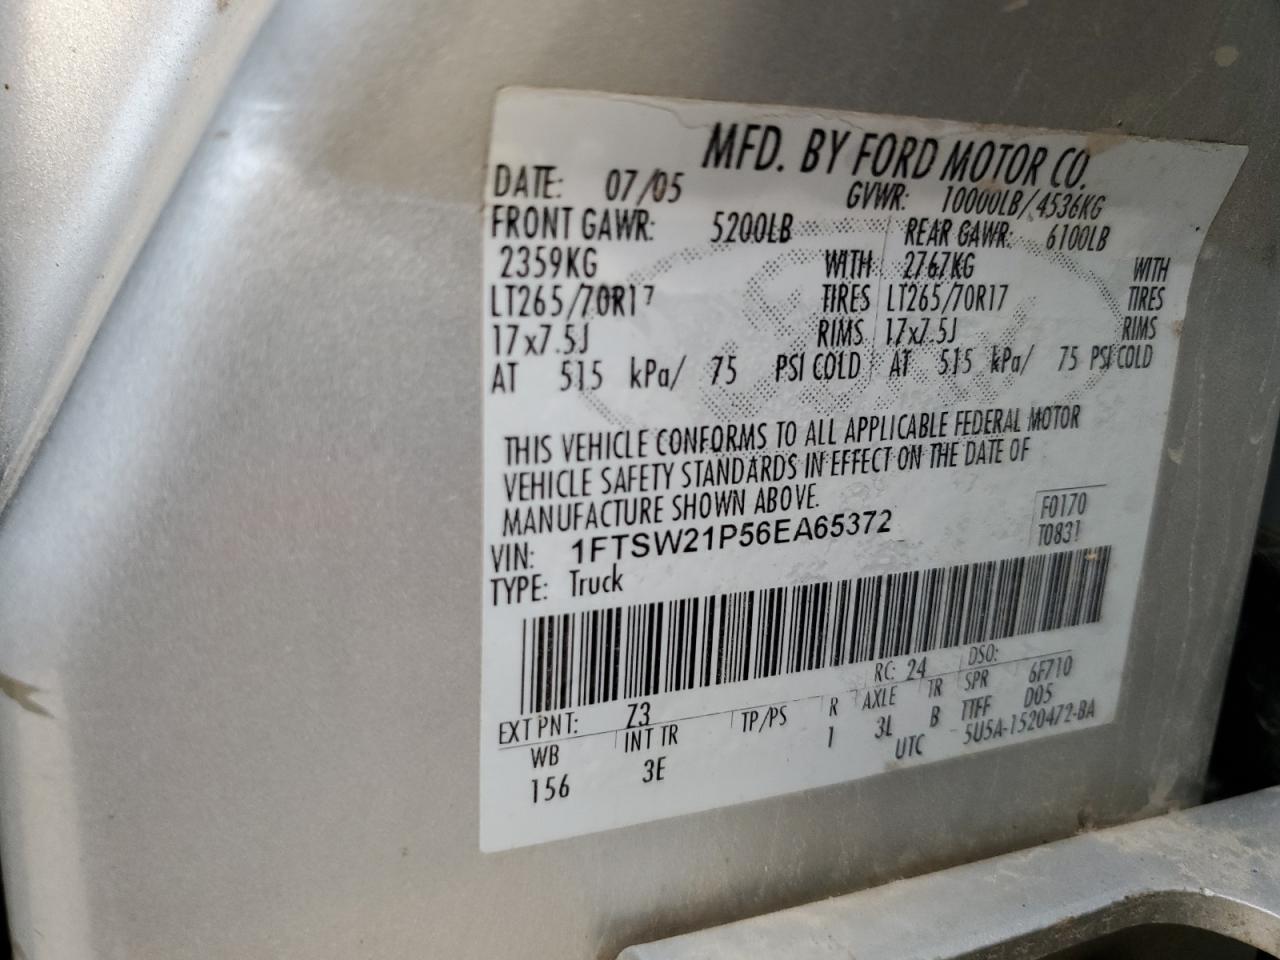 MFD. BY FORD MOTOR CO.
DATE: 07/05 GVWR: 10000LB/4536KG
FRONT GAWR: 5200LB REAR GAWR: 6100LB
2359KG WITH 2767KG WITH
LT265/70R17 TIRES LT265/70R17 TIRES
17x7.5J RIMS 17x7.5J RIMS
AT 515 kPa/ 75 PSI COLD AT 515 kPa/ 75 PSI COLD
THIS VEHICLE CONFORMS TO ALL APPLICABLE FEDERAL MOTOR
VEHICLE SAFETY STANDARDS IN EFFECT ON THE DATE OF
MANUFACTURE SHOWN ABOVE.
VIN: 1FTSW21P56EA65372 F0170
TYPE: Truck T0831
EXT PNT: Z3 RC: 24 DSO:
WB INT TR TP/PS R AXLE TR SPR 6F710
156 3E 1 3L B TTFF D05
UTC 5U5A-1520472-BA